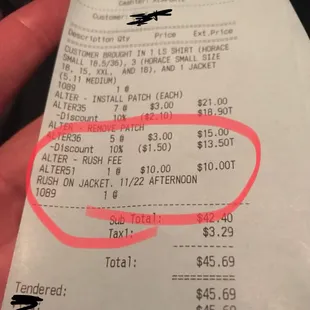 Customer:
Description Qty Price Ext.Price
CUSTOMER BROUGHT IN 1 LS SHIRT (HORACE
SMALL 18.5/36), 3 (HORACE SMALL SIZE
18, 15, XXL, AND 18), AND 1 JACKET
(5.11 MEDIUM)
1089 1 @
ALTER - INSTALL PATCH (EACH)
ALTER35 7 @ $3.00 $21.00
-Discount 10% ($2.10) $18.90T
ALTER - REMOVE PATCH
ALTER36 5 @ $3.00 $15.00
-Discount 10% ($1.50) $13.50T
ALTER - RUSH FEE
ALTER51 1 @ $10.00 $10.00T
RUSH ON JACKET. 11/22 AFTERNOON
1089 1 @
Sub Total: $42.40
Tax1: $3.29
Total: $45.69
Tendered: $45.69
$45.69